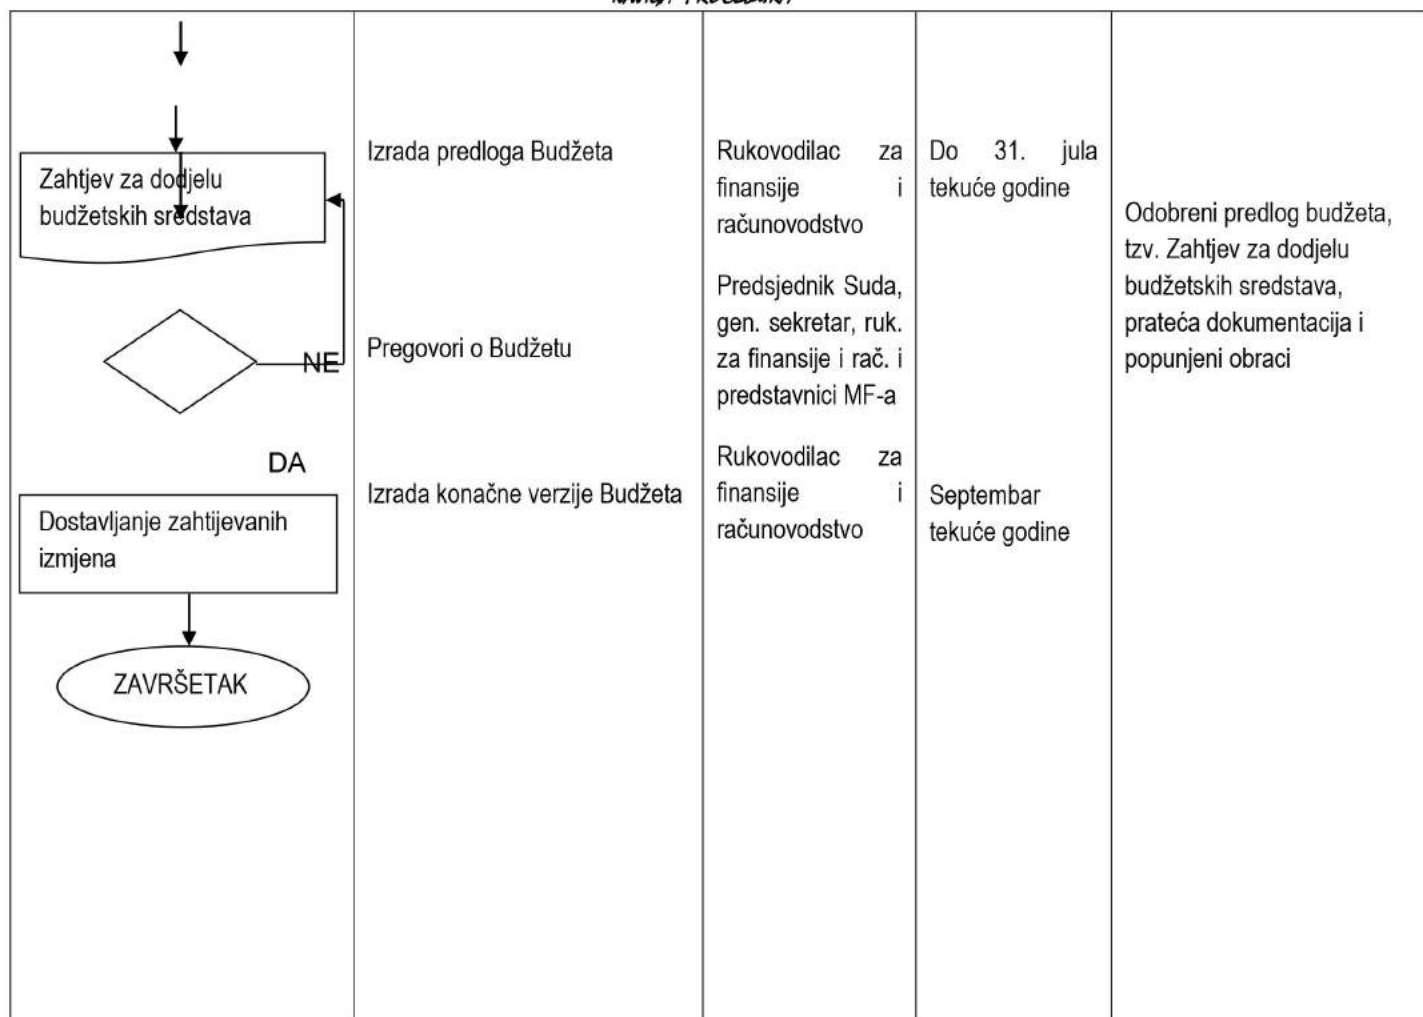 Zahtjev za dodjelu
budžetskih sredstava
NE
DA
Dostavljanje zahtijevanih
izmjena
ZAVRŠETAK
Izrada predloga Budžeta
Pregovori o Budžetu
Izrada konačne verzije Budžeta
Rukovodilac za
finansije i
računovodstvo
Predsjednik Suda,
gen. sekretar, ruk.
za finansije i rač. i
predstavnici MF-a
Rukovodilac za
finansije i
računovodstvo
Do 31. jula
tekuće godine
Septembar
tekuće godine
Odobreni predlog budžeta,
tzv. Zahtjev za dodjelu
budžetskih sredstava,
prateća dokumentacija i
popunjeni obraci